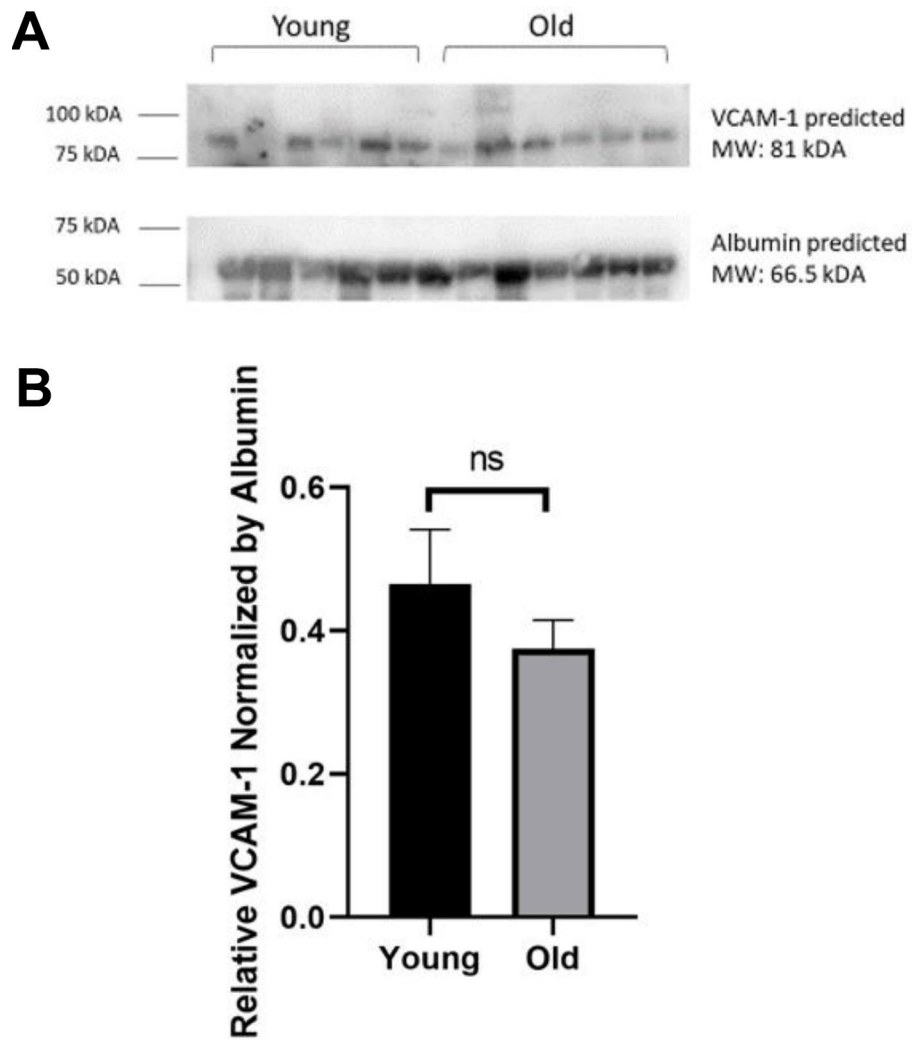 A
Young
Old
100 kDA
75 kDA
VCAM-1 predicted
MW: 81 kDA
75 kDA
50 kDA
Albumin predicted
MW: 66.5 kDA
B
Relative VCAM-1 Normalized by Albumin
ns
0.6
0.4
0.2
0.0
Young
Old